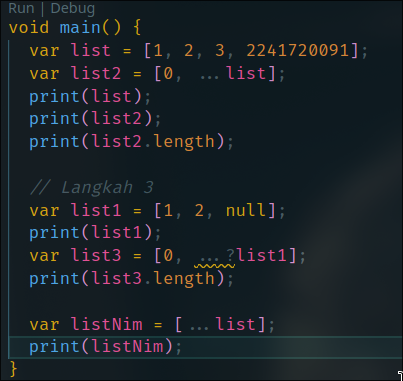 Run | Debug
void main() {
  var list = [1, 2, 3, 2241720091];
  var list2 = [0, ...list];
  print(list);
  print(list2);
  print(list2.length);
  // Langkah 3
  var list1 = [1, 2, null];
  print(list1);
  var list3 = [0, ...?list1];
  print(list3.length);
  var listNim = [...list];
  print(listNim);
}